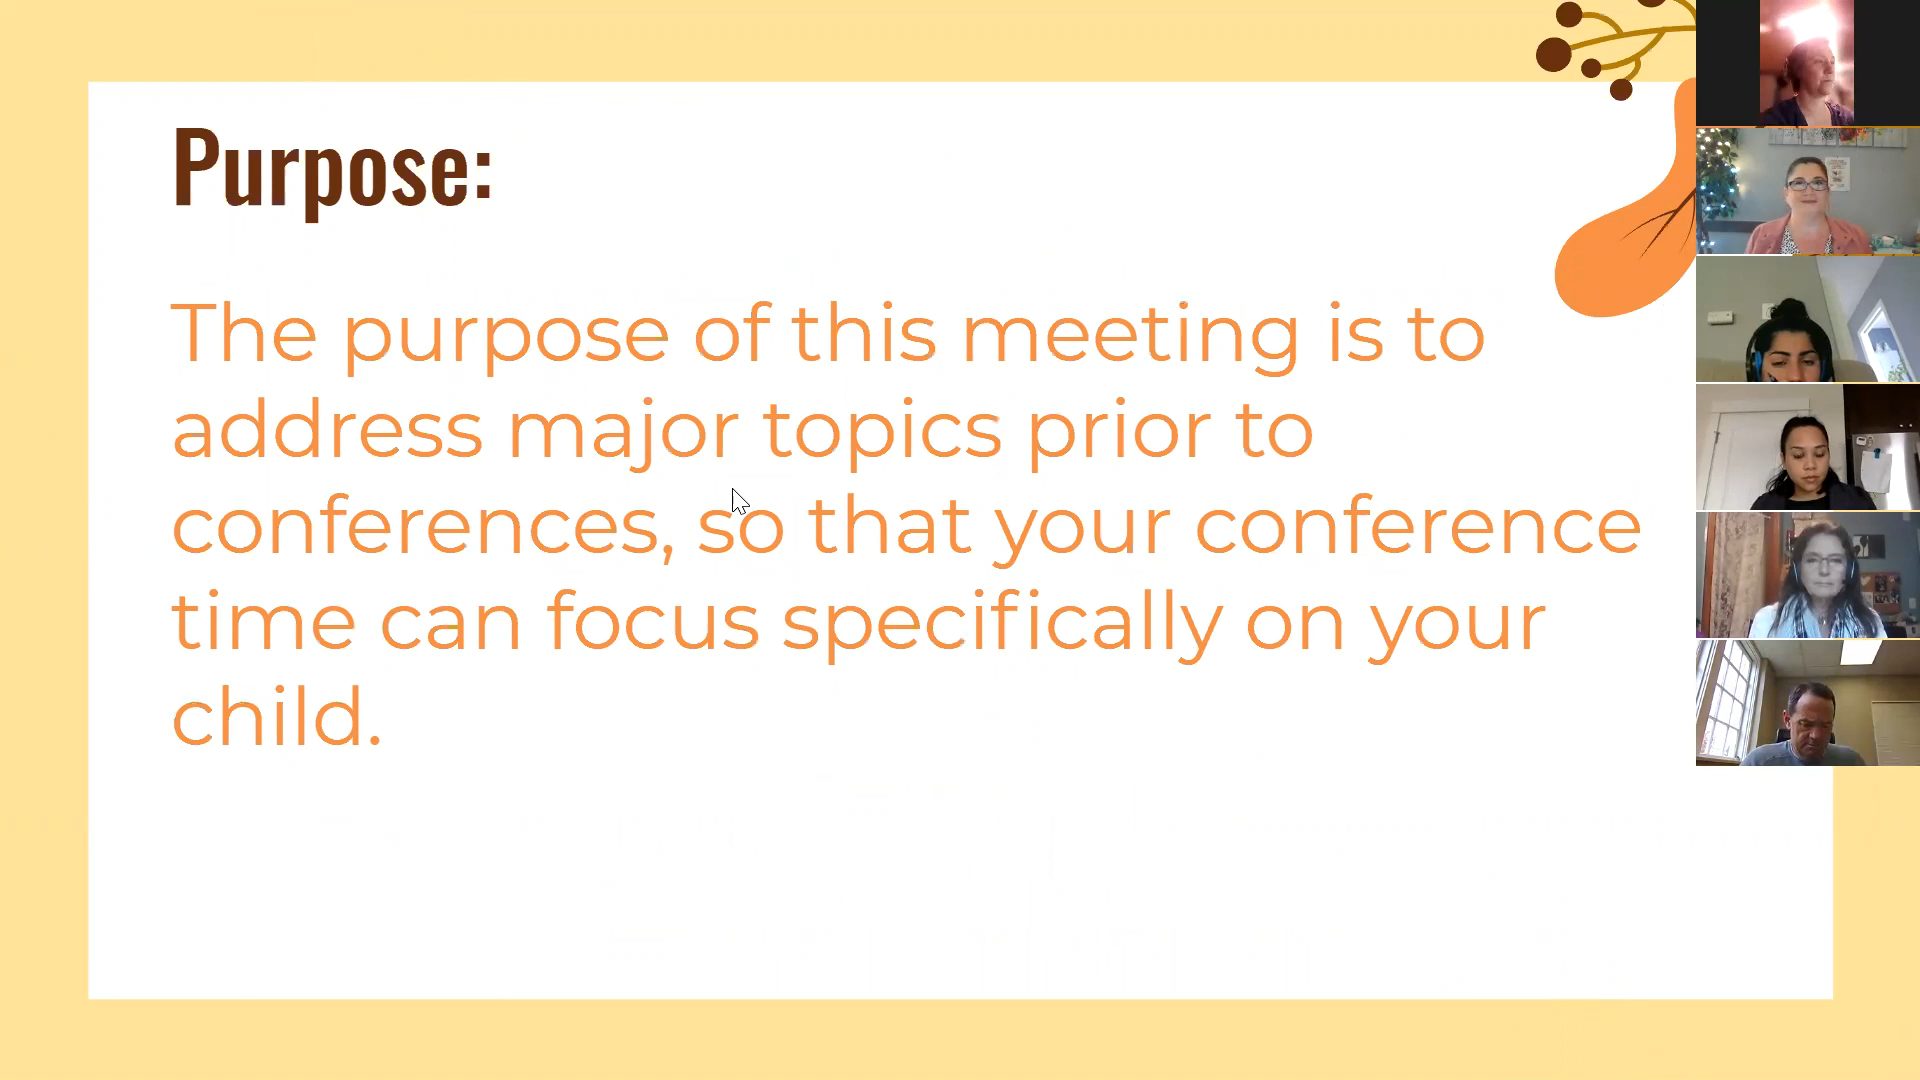 Purpose:
The purpose of this meeting is to
address major topics prior to
conferences, so that your conference
time can focus specifically on your
child.